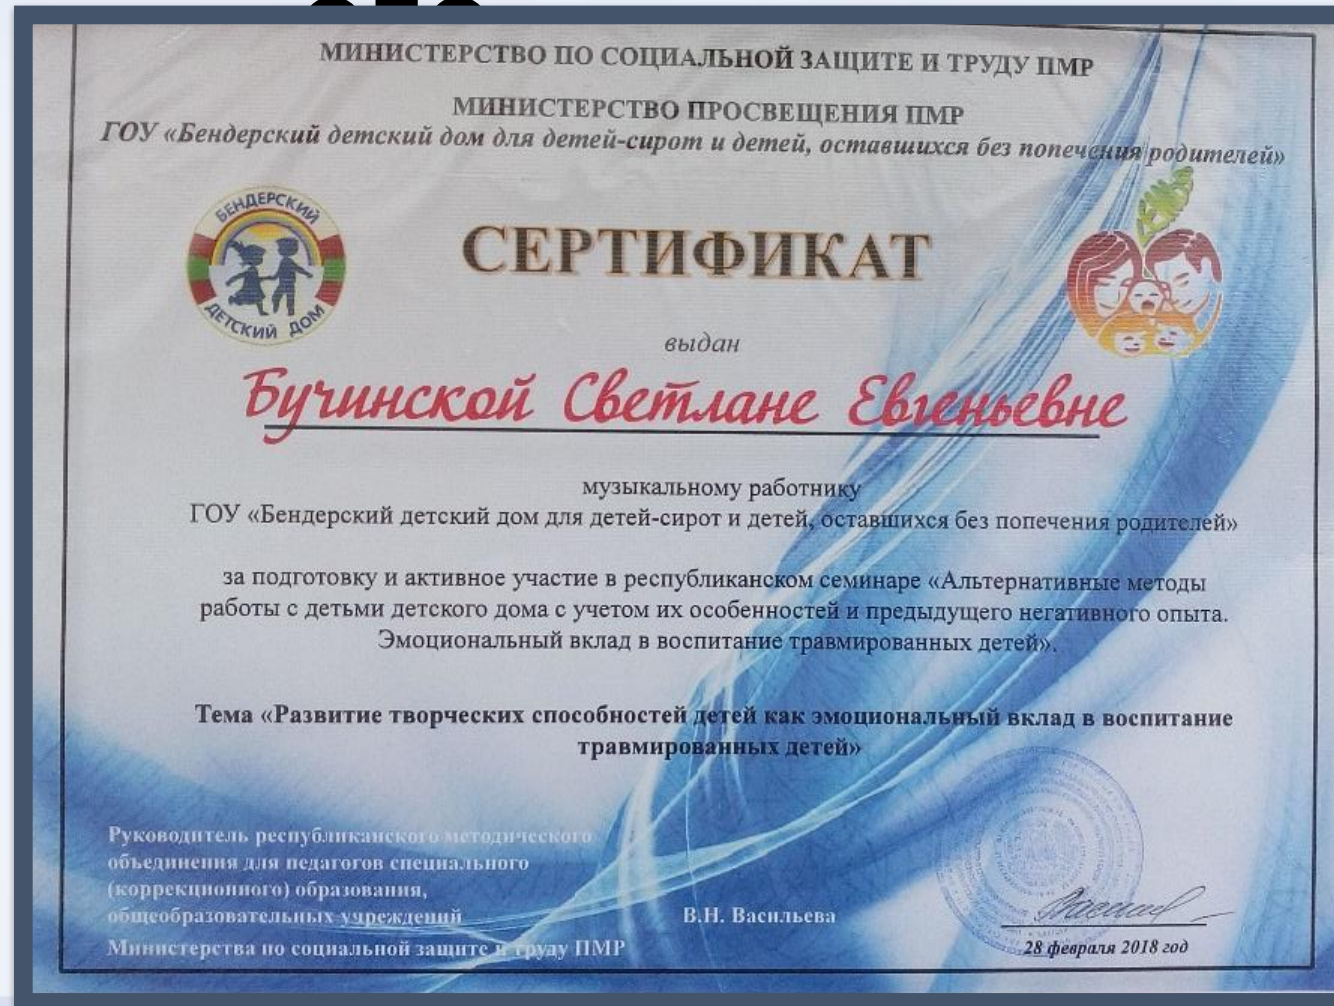 МИНИСТЕРСТВО ПО СОЦИАЛЬНОЙ ЗАЩИТЕ И ТРУДУ ПМР
МИНИСТЕРСТВО ПРОСВЕЩЕНИЯ ПМР
ГОУ «Бендерский детский дом для детей-сирот и детей, оставшихся без попечения родителей»
БЕНДЕРСКИЙ
ДЕТСКИЙ ДОМ
СЕРТИФИКАТ
выдан
Бучинской Светлане Евгеньевне
музыкальному работнику
ГОУ «Бендерский детский дом для детей-сирот и детей, оставшихся без попечения родителей»
за подготовку и активное участие в республиканском семинаре «Альтернативные методы
работы с детьми детского дома с учетом их особенностей и предыдущего негативного опыта.
Эмоциональный вклад в воспитание травмированных детей».
Тема «Развитие творческих способностей детей как эмоциональный вклад в воспитание
травмированных детей»
Руководитель республиканского методического
объединения для педагогов специального
(коррекционного) образования,
общеобразовательных учреждений
В.Н. Васильева
Министерства по социальной защите и труду ПМР
28 февраля 2018 год